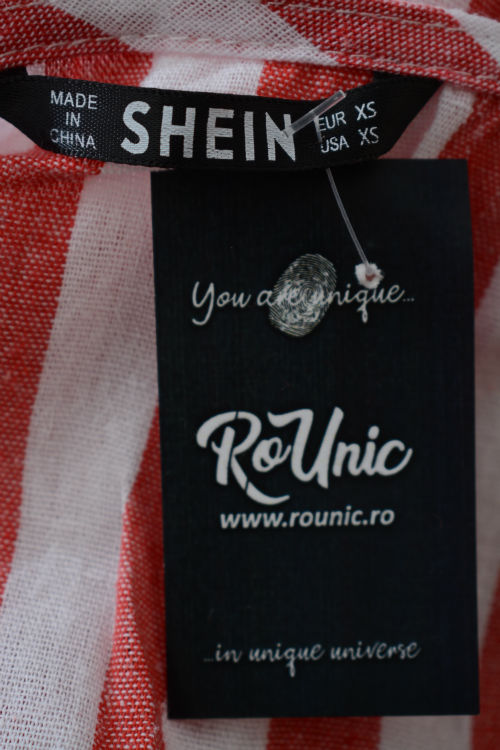 MADE
IN
CHINA
SHEIN
EUR XS
USA XS
You are unique...
RoUnic
www.rounic.ro
...in unique universe